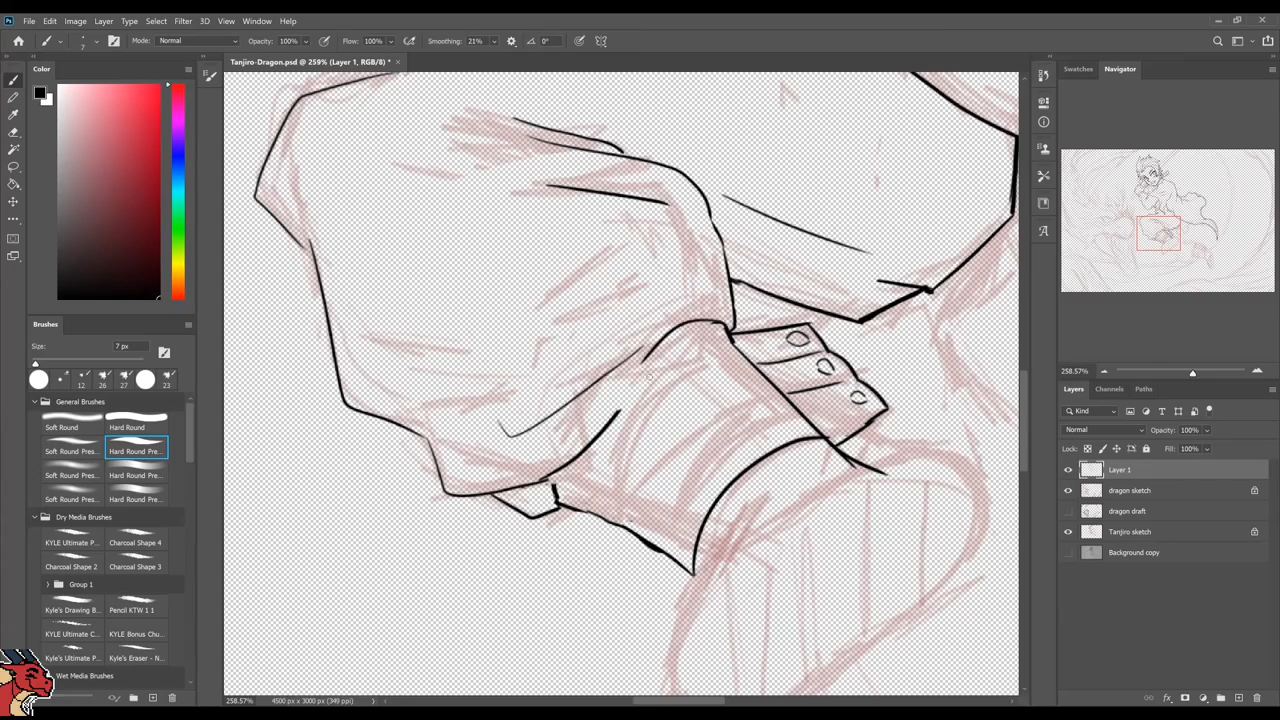 File Edit Image Layer Type Select Filter 3D View Window Help
7 Mode: Normal Opacity: 100% Flow: 100% Smoothing: 21% 0°
Tanjiro-Dragon.psd @ 259% (Layer 1, RGB/8) *
Color
Swatches Navigator
Brushes
Size: 7 px
12 26 27 23
General Brushes
Soft Round Hard Round
Soft Round Pres... Hard Round Pre...
Soft Round Pres... Hard Round Pre...
Soft Round Pres... Hard Round Pre...
Dry Media Brushes
KYLE Ultimate P... Charcoal Shape 4
Charcoal Shape 2 Charcoal Shape 3
Group 1
Kyle's Drawing B... Pencil KTW 1 1
KYLE Ultimate C... KYLE Bonus Chu...
Kyle's Ultimate P... Kyle's Eraser - N...
Wet Media Brushes
258.57% 4500 px x 3000 px (349 ppi)
258.57%
Layers Channels Paths
Kind
Normal Opacity: 100%
Lock: Fill: 100%
Layer 1
dragon sketch
dragon draft
Tanjiro sketch
Background copy
fx